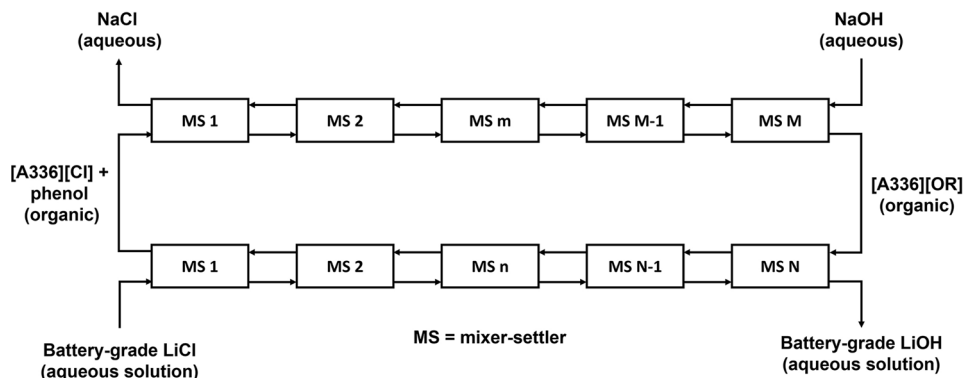 NaCl
(aqueous)
NaOH
(aqueous)
MS 1
MS 2
MS m
MS M-1
MS M
[A336][Cl] +
phenol
(organic)
[A336][OR]
(organic)
MS 1
MS 2
MS n
MS N-1
MS N
MS = mixer-settler
Battery-grade LiCl
(aqueous solution)
Battery-grade LiOH
(aqueous solution)